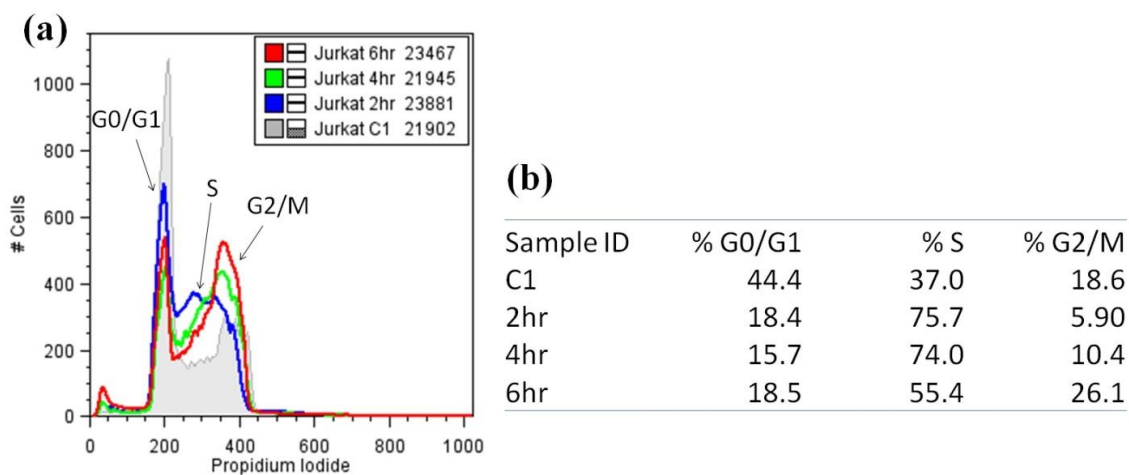 (a)
Jurkat 6hr 23467
Jurkat 4hr 21945
Jurkat 2hr 23881
Jurkat C1 21902
G0/G1
S
G2/M
1000
800
600
400
200
0
# Cells
0 200 400 600 800 1000
Propidium Iodide
(b)
Sample ID % G0/G1 % S % G2/M
C1 44.4 37.0 18.6
2hr 18.4 75.7 5.90
4hr 15.7 74.0 10.4
6hr 18.5 55.4 26.1